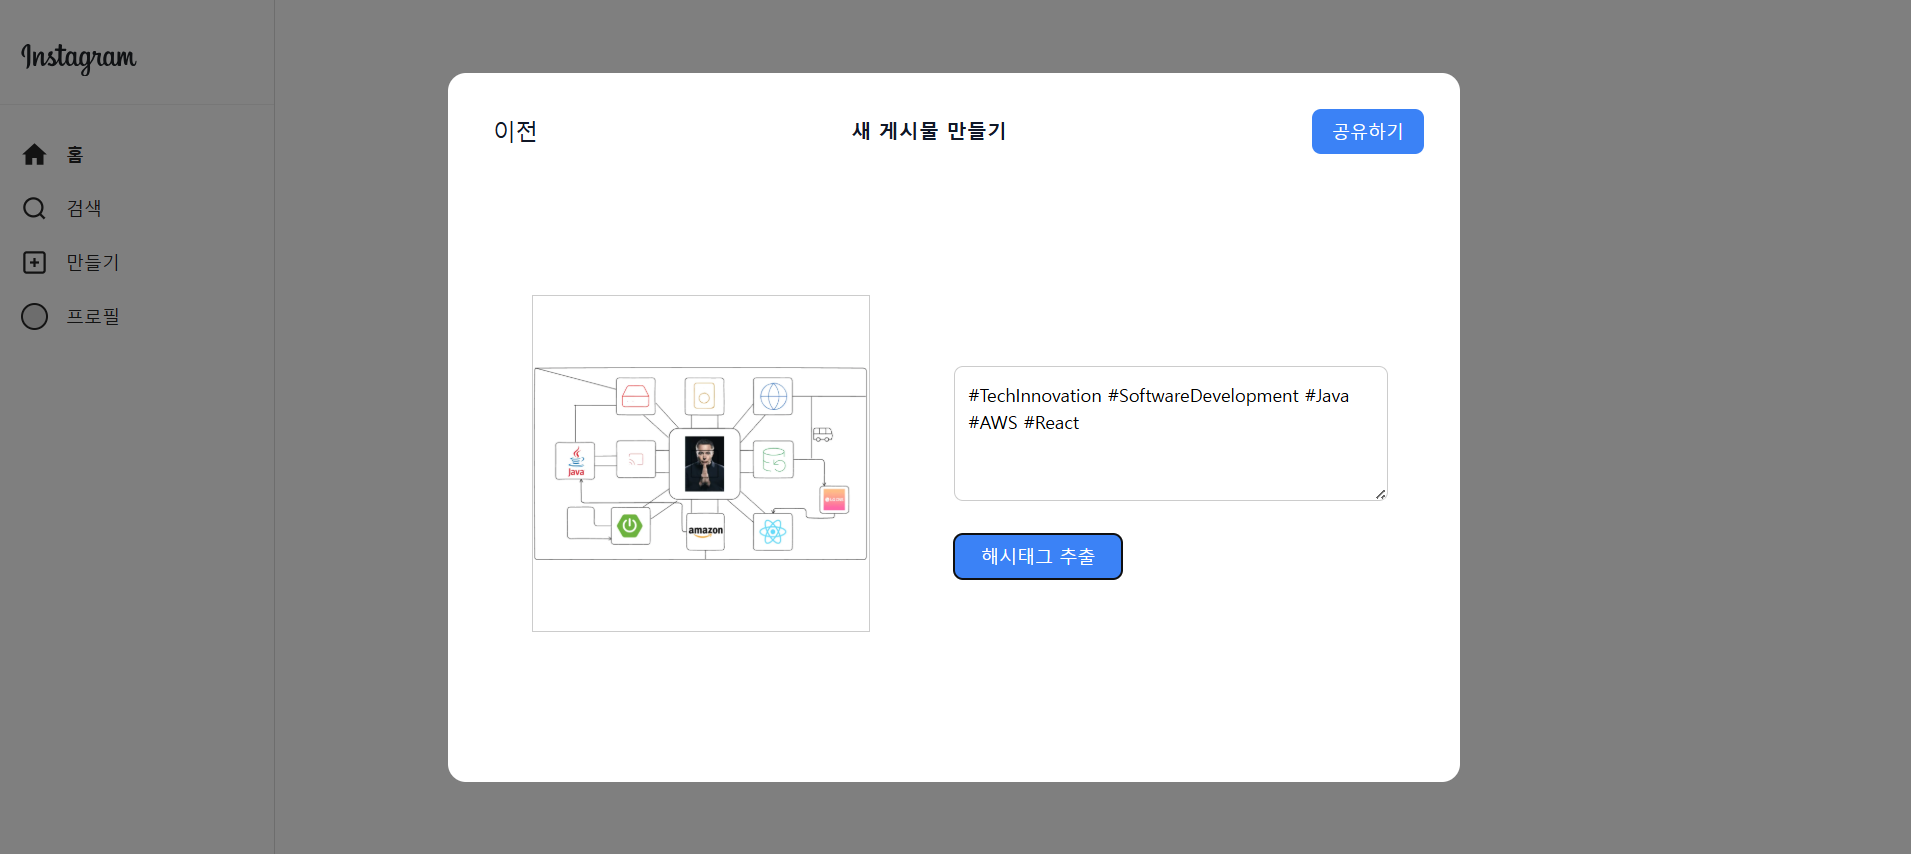 Instagram
홈
검색
만들기
프로필
이전
새 게시물 만들기
공유하기
Java
amazon
#TechInnovation #SoftwareDevelopment #Java
#AWS #React
해시태그 추출